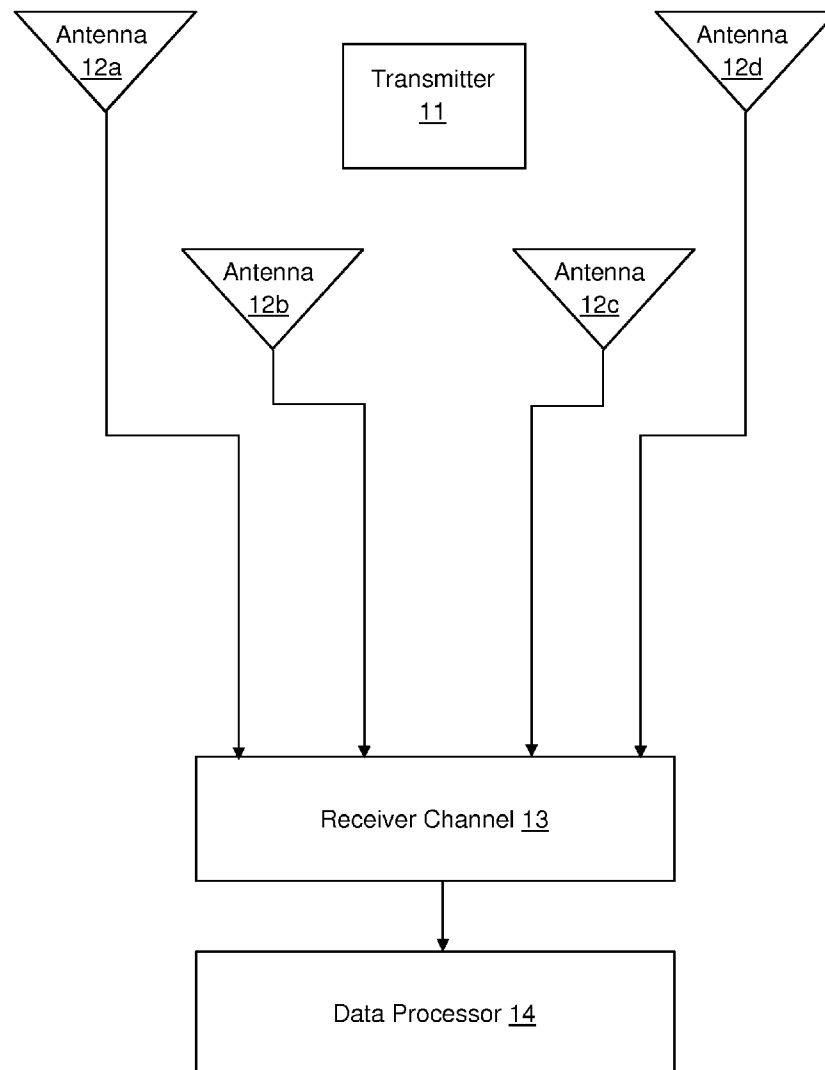 Antenna
12a
Transmitter
11
Antenna
12d
Antenna
12b
Antenna
12c
Receiver Channel 13
Data Processor 14